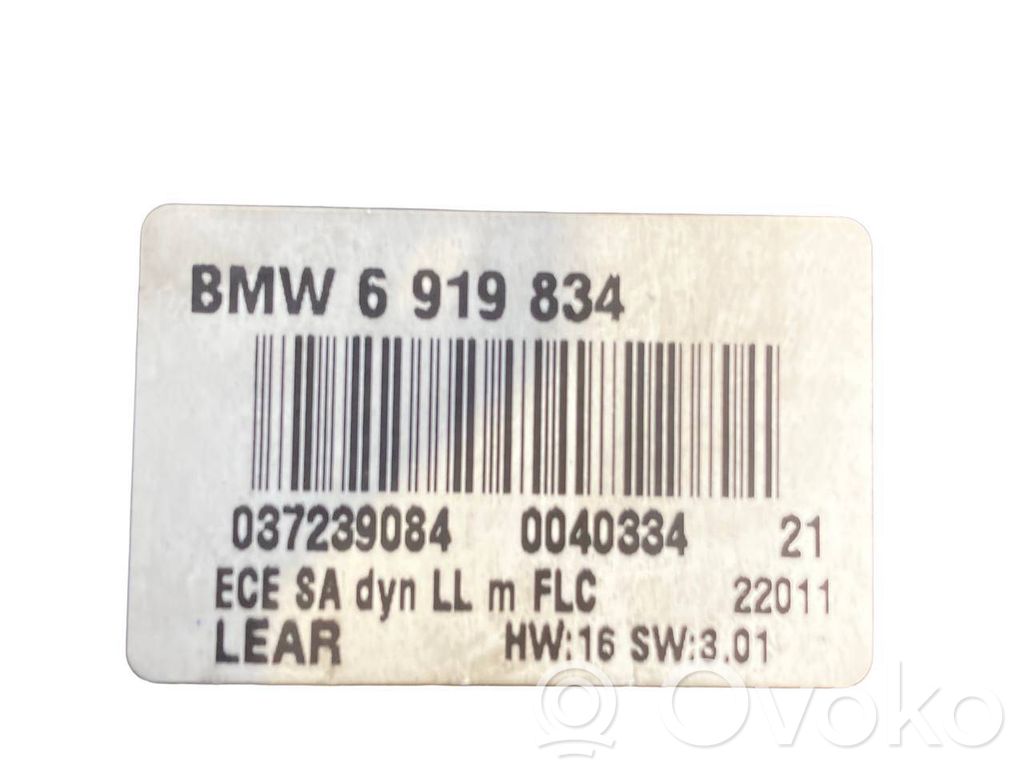 BMW 6 919 834
037239084 0040334 21
ECE SA dyn LL m FLC 22011
LEAR HW:16 SW:3.01
Ovoko